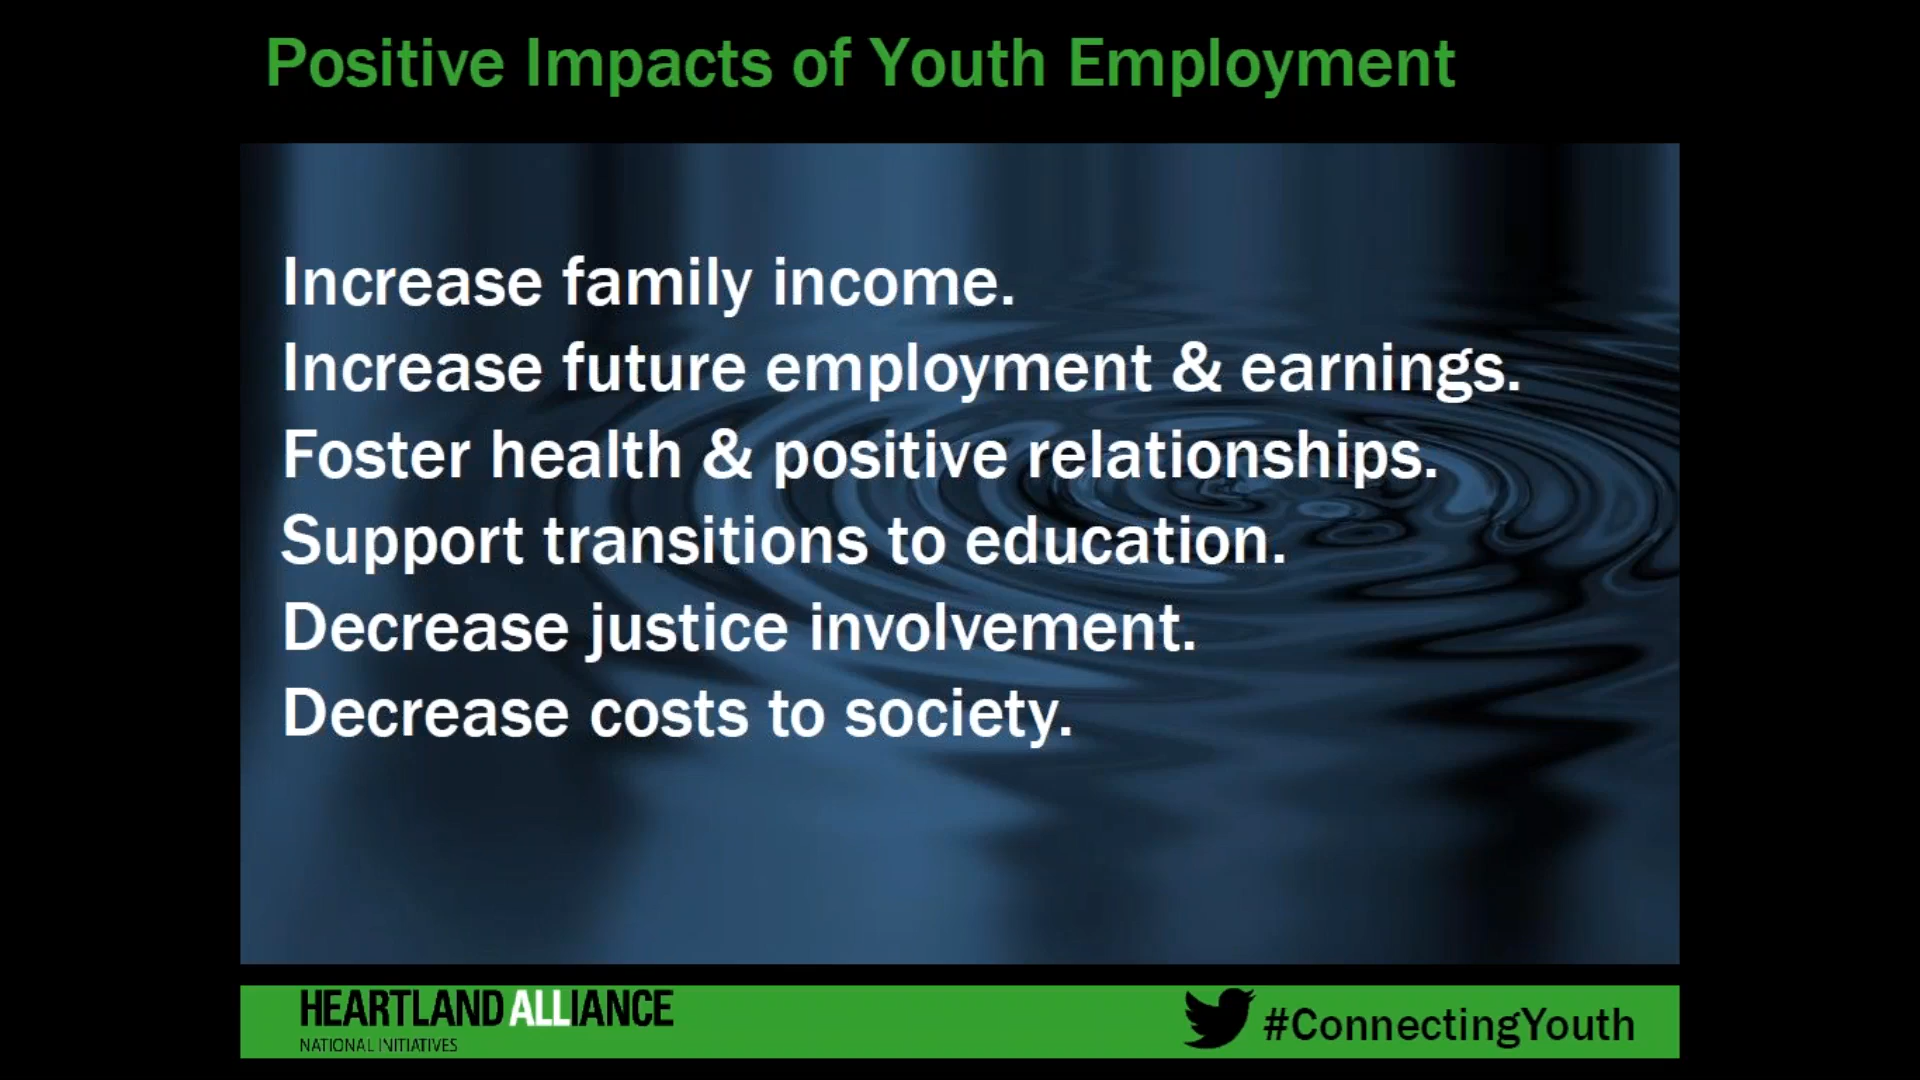 Positive Impacts of Youth Employment
Increase family income.
Increase future employment & earnings.
Foster health & positive relationships.
Support transitions to education.
Decrease justice involvement.
Decrease costs to society.
HEARTLAND ALLIANCE
NATIONAL INITIATIVES
#ConnectingYouth